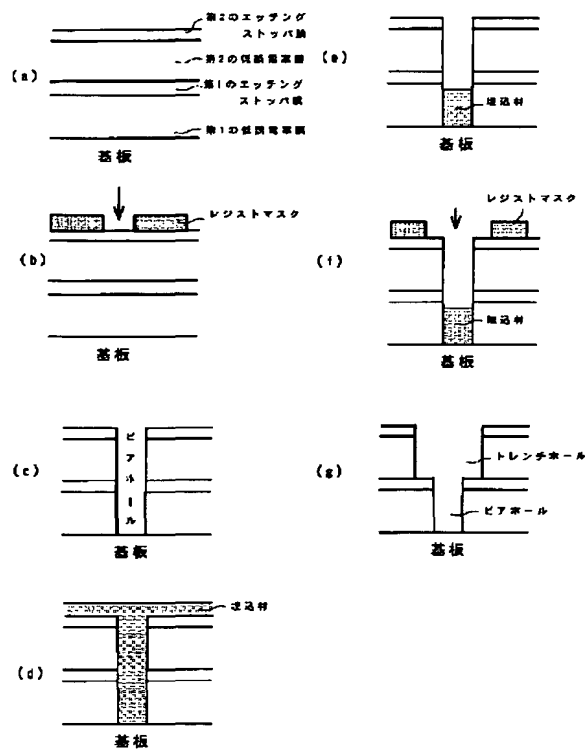 (a)
第2のエッチング
ストッパ膜
第2の低誘電率膜
第1のエッチング
ストッパ膜
第1の低誘電率膜
基板
(b)
レジストマスク
基板
(c)
ビアホール
基板
(d)
埋込材
基板
(e)
埋込材
基板
(f)
レジストマスク
埋込材
基板
(g)
トレンチホール
ビアホール
基板